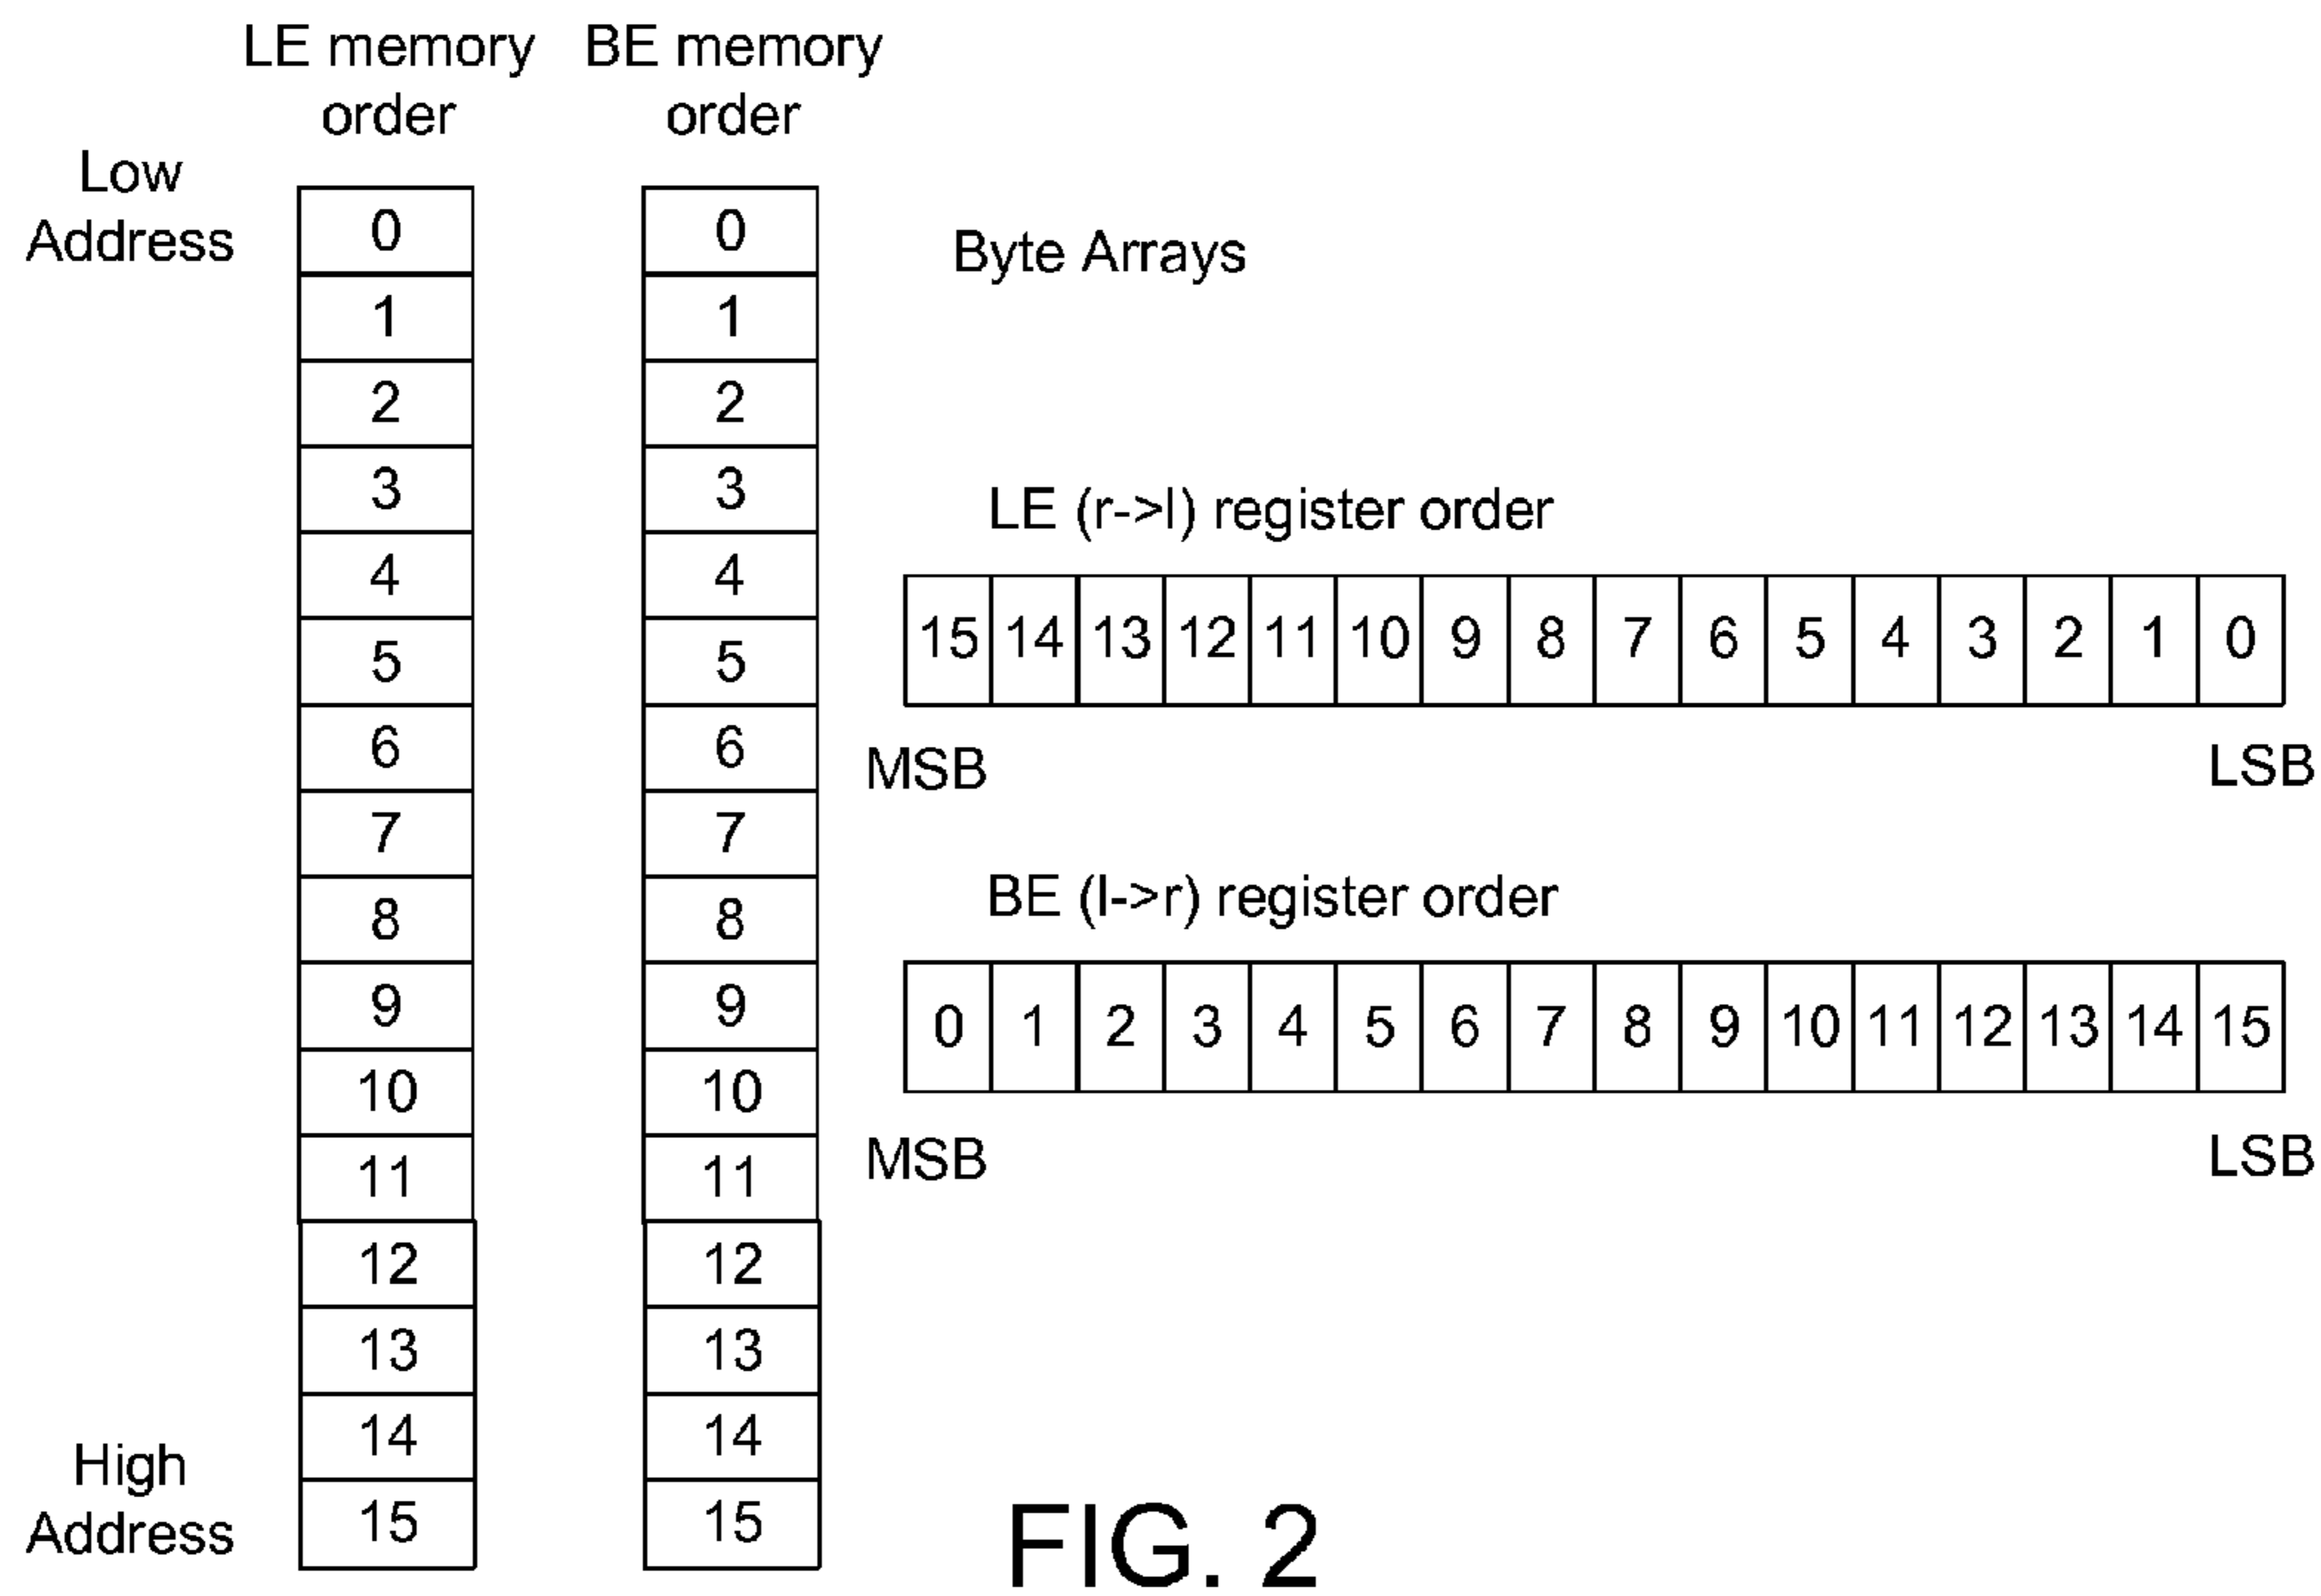 LE memory order
BE memory order
Low Address
Byte Arrays
0 0
1 1
2 2
3 3
4 4
5 5
6 6
7 7
8 8
9 9
10 10
11 11
12 12
13 13
14 14
15 15
High Address
LE (r->l) register order
15 14 13 12 11 10 9 8 7 6 5 4 3 2 1 0
MSB LSB
BE (l->r) register order
0 1 2 3 4 5 6 7 8 9 10 11 12 13 14 15
MSB LSB
FIG. 2